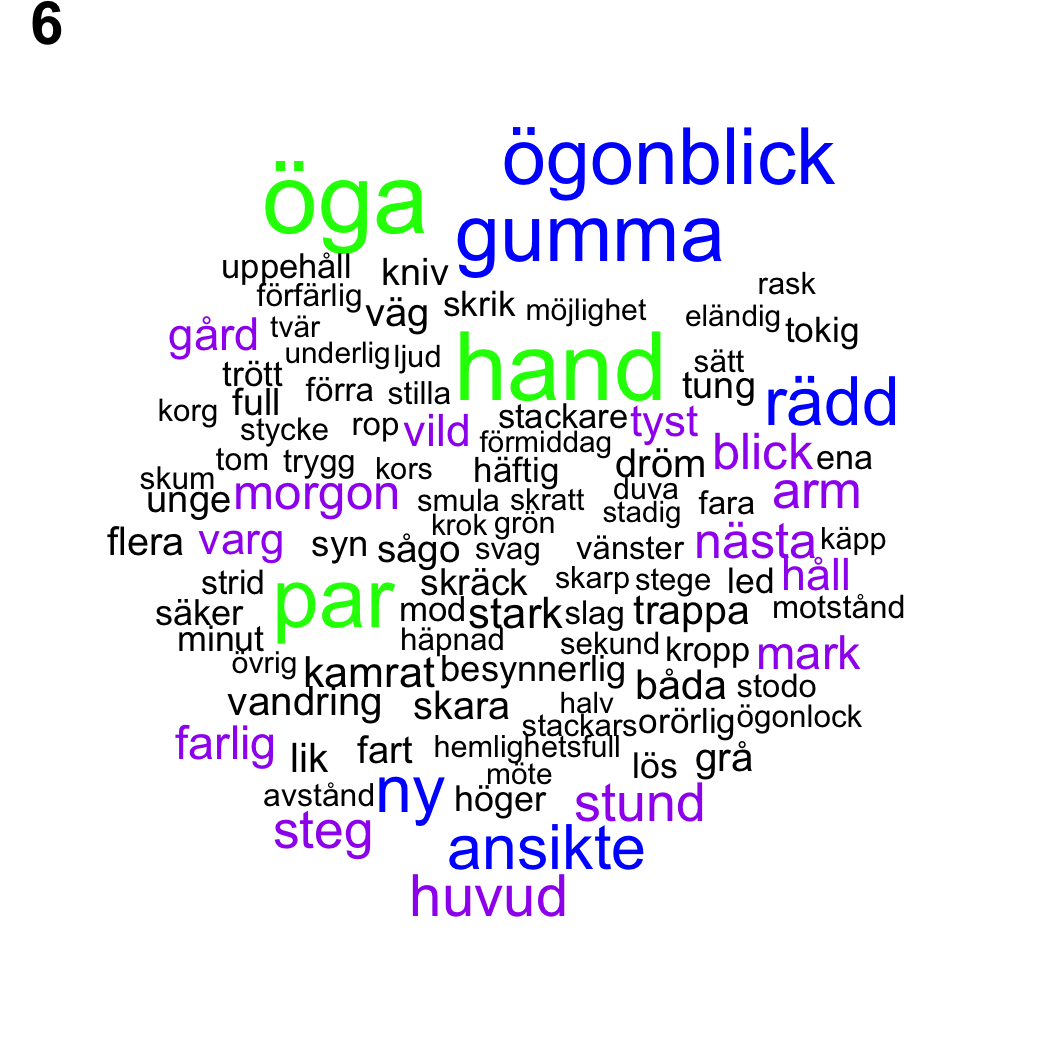 6
ögonblick
öga
gumma
uppehåll kniv
rask
förfärlig väg skrik möjlighet eländig tokig
gård tvär
underlig ljud hand sätt
trött förra stilla tung rädd
korg full
stycke rop vild stackare tyst
förmiddag
tom trygg kors häftig dröm blick ena
skum
unge morgon smula skratt duva fara arm
stadig
krok grön
flera varg syn sågo svag vänster nästa käpp
strid par skräck skarp stege led håll
säker mod stark slag trappa motstånd
minut häpnad sekund kropp mark
övrig kamrat besynnerlig båda stodo
vandring skara halv
stackars orörlig ögonlock
farlig lik fart hemlighetsfull lös grå
möte
avstånd ny höger stund
steg ansikte
huvud